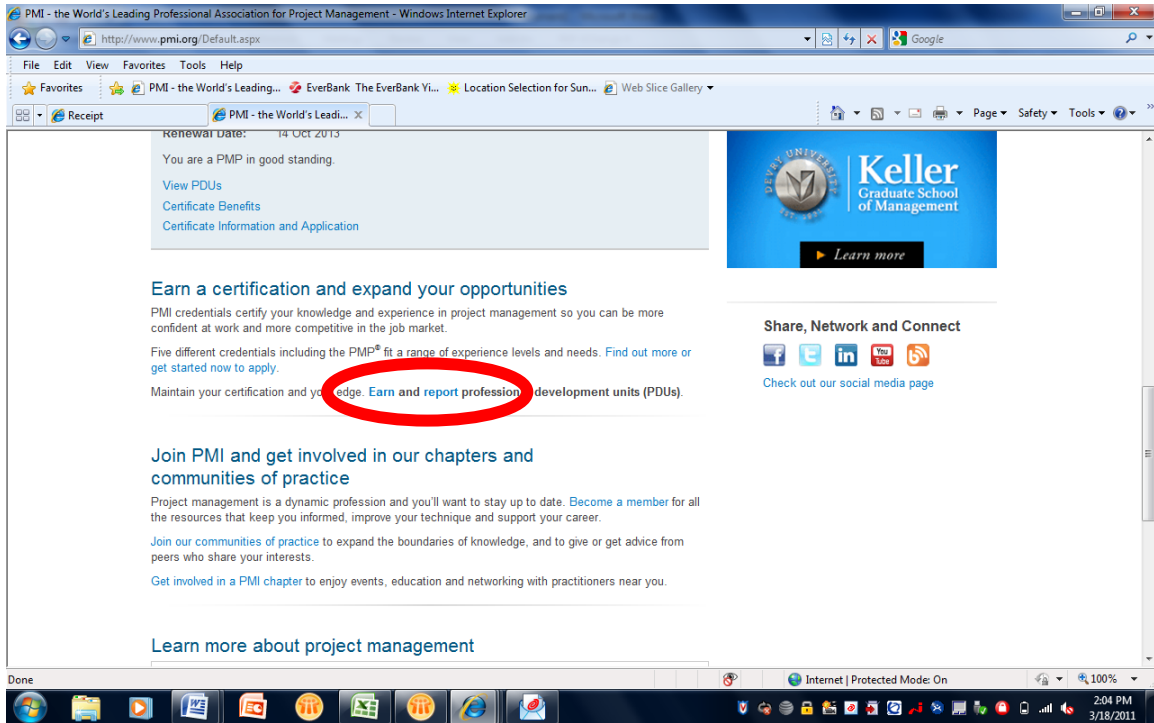 PMI - the World's Leading Professional Association for Project Management - Windows Internet Explorer
http://www.pmi.org/Default.aspx
Google
File Edit View Favorites Tools Help
Favorites PMI - the World's Leading... EverBank The EverBank Yi... Location Selection for Sun... Web Slice Gallery
Receipt PMI - the World's Leadi... Page Safety Tools
Renewal Date: 14 Oct 2013
You are a PMP in good standing.
View PDUs
Certificate Benefits
Certificate Information and Application
DEVRY UNIVERSITY
Keller
Graduate School
of Management
Learn more
Earn a certification and expand your opportunities
PMI credentials certify your knowledge and experience in project management so you can be more
confident at work and more competitive in the job market.
Five different credentials including the PMP® fit a range of experience levels and needs. Find out more or
get started now to apply.
Maintain your certification and yo edge. Earn and report profession development units (PDUs).
Share, Network and Connect
f t in You Tube
Check out our social media page
Join PMI and get involved in our chapters and
communities of practice
Project management is a dynamic profession and you'll want to stay up to date. Become a member for all
the resources that keep you informed, improve your technique and support your career.
Join our communities of practice to expand the boundaries of knowledge, and to give or get advice from
peers who share your interests.
Get involved in a PMI chapter to enjoy events, education and networking with practitioners near you.
Learn more about project management
Done
Internet | Protected Mode: On
100%
2:04 PM
3/18/2011